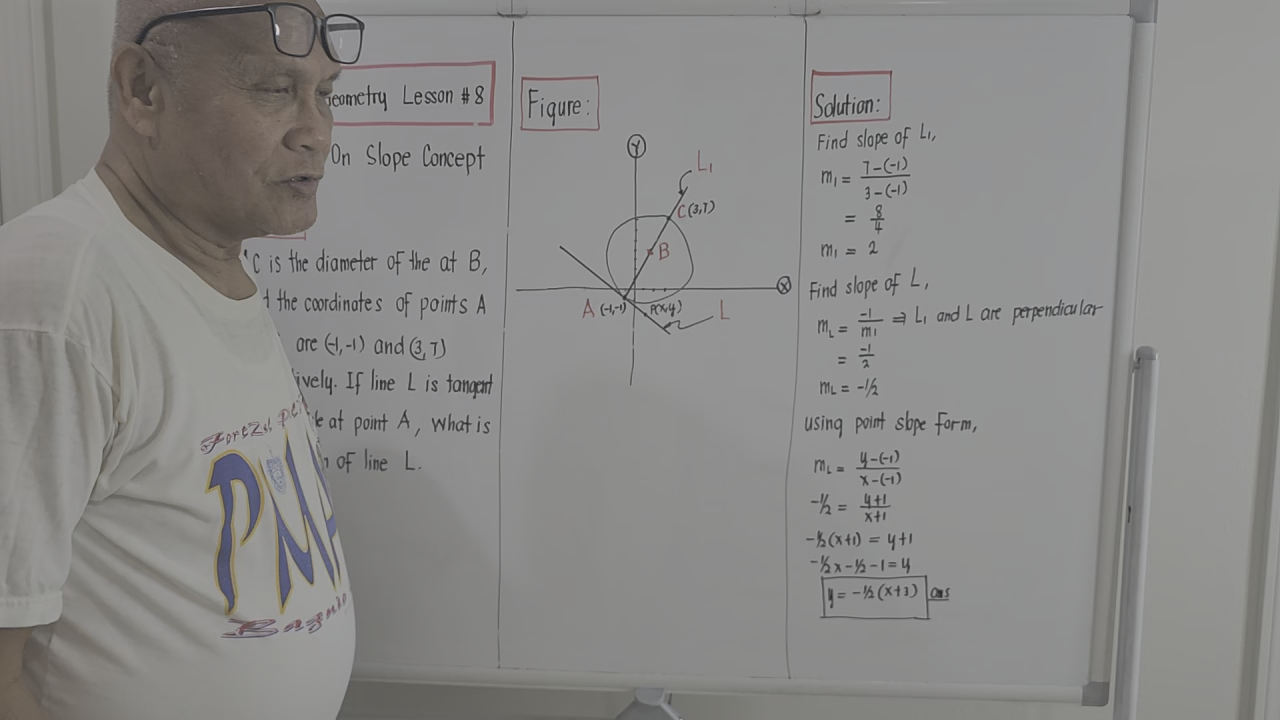 eometry Lesson #8
On Slope Concept
C is the diameter of the at B,
the coordinates of points A
are (-1,-1) and (3,7)
ively. If line L is tangent
at point A, what is
of line L.
Figure:
Y
L1
C (3,7)
B
X
A (-1,-1) P(x,y) L
Solution:
Find slope of L1,
m1 = 7-(-1) / 3-(-1)
= 8/4
m1 = 2
Find slope of L,
mL = -1/m1 ⇒ L1 and L are perpendicular
= -1/2
mL = -1/2
using point slope form,
mL = y-(-1) / x-(-1)
-1/2 = y+1 / x+1
-1/2(x+1) = y+1
-1/2x-1/2-1=y
y = -1/2(x+3) ans
PMA
Baguio